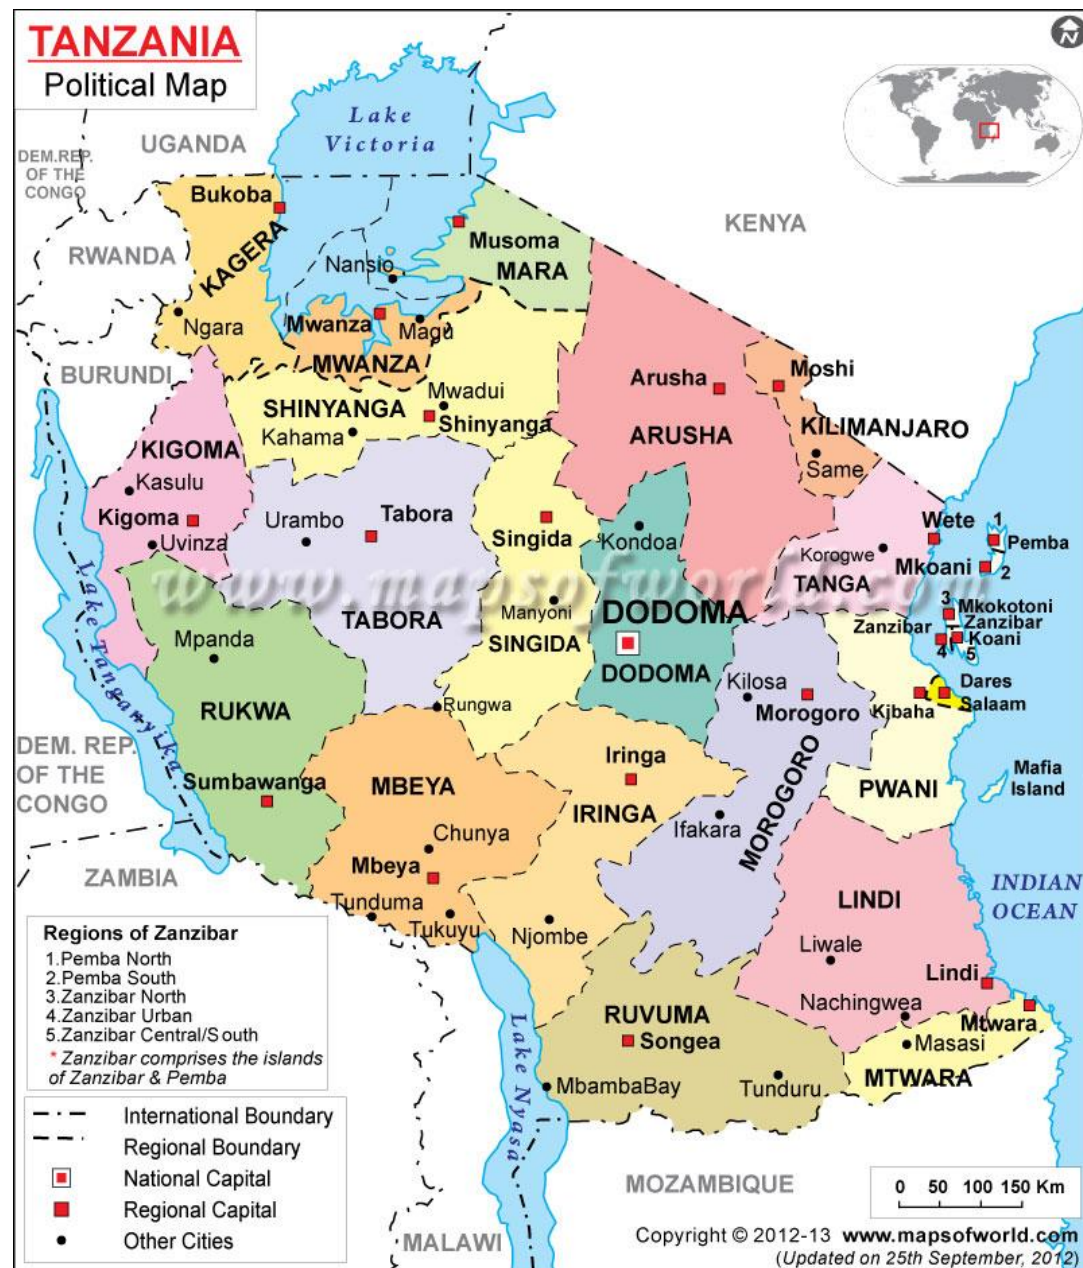 TANZANIA
Political Map
N
UGANDA
Lake
Victoria
DEM.REP.
OF THE
CONGO
Bukoba
KENYA
RWANDA
KAGERA
Musoma
MARA
Nansio
Ngara
Mwanza
Magu
MWANZA
BURUNDI
Arusha
Moshi
SHINYANGA
Mwadui
Shinyanga
Kahama
ARUSHA
KILIMANJARO
KIGOMA
Same
Kasulu
Kigoma
Uvinza
Urambo
Tabora
Singida
Kondoa
Wete
1
Pemba
Korogwe
Mkoani
2
TANGA
www.mapsofworld.com
Lake Tanganyika
TABORA
Manyoni
SINGIDA
DODOMA
DODOMA
3
Mkokotoni
Zanzibar
Zanzibar
Koani
4
5
Mpanda
RUKWA
Rungwa
Kilosa
Morogoro
Kibaha
Dares
Salaam
DEM. REP.
OF THE
CONGO
Sumbawanga
MBEYA
Iringa
IRINGA
MOROGORO
PWANI
Mafia
Island
Ifakara
Chunya
Mbeya
ZAMBIA
Tunduma
Tukuyu
Njombe
LINDI
INDIAN
OCEAN
Liwale
Lindi
Nachingwea
Mtwara
Masasi
MTWARA
RUVUMA
Songea
MbambaBay
Tunduru
Lake Nyasa
Regions of Zanzibar
1.Pemba North
2.Pemba South
3.Zanzibar North
4.Zanzibar Urban
5.Zanzibar Central/South
* Zanzibar comprises the islands
of Zanzibar & Pemba
International Boundary
Regional Boundary
National Capital
Regional Capital
Other Cities
MOZAMBIQUE
MALAWI
0 50 100 150 Km
Copyright © 2012-13 www.mapsofworld.com
(Updated on 25th September, 2012)